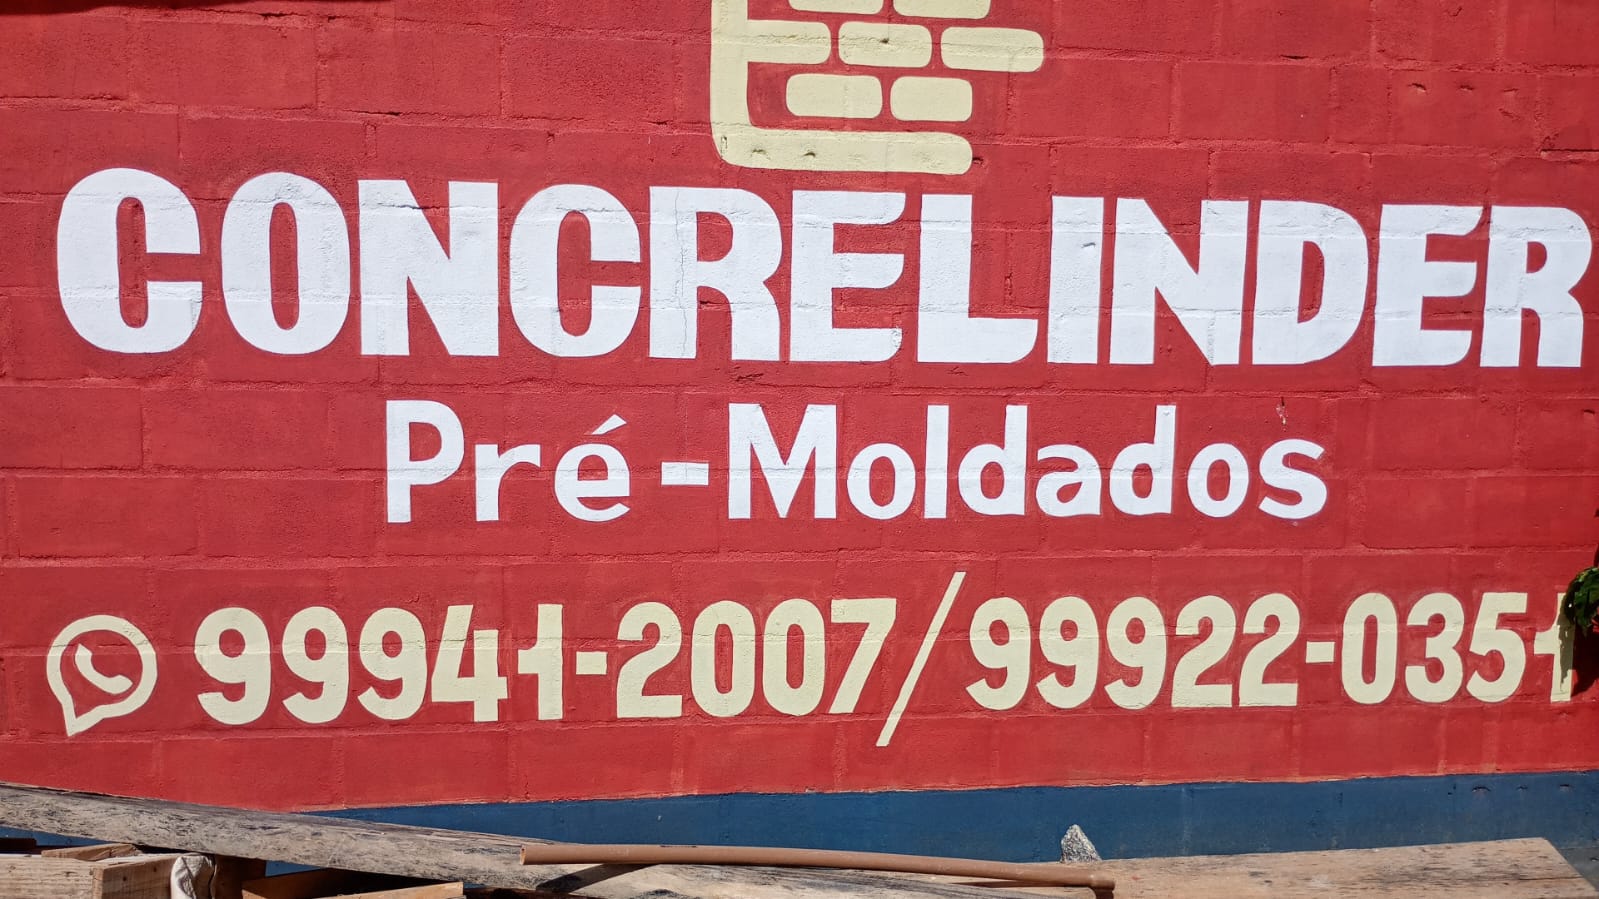 CONCRELINDER
Pré-Moldados
99941-2007/99922-0351